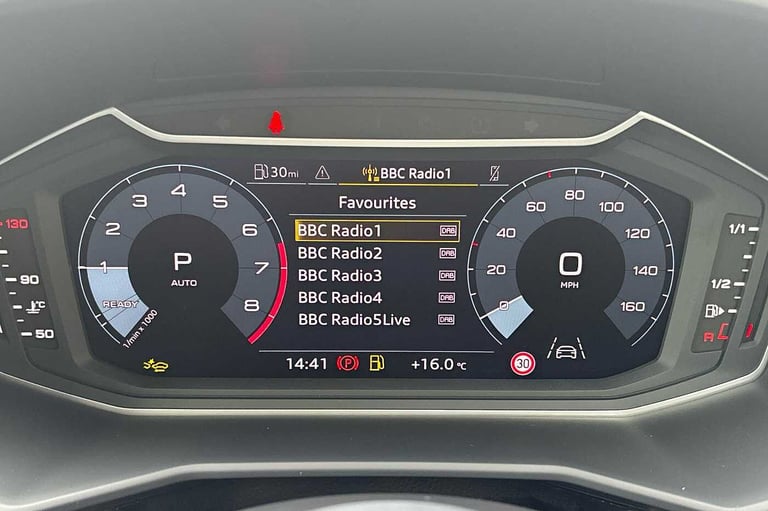 30mi
BBC Radio1
Favourites
BBC Radio1 DAB
BBC Radio2 DAB
BBC Radio3 DAB
BBC Radio4 DAB
BBC Radio5Live DAB
14:41 P +16.0 °C
1 2 3 4 5 6 7 8
READY
1/min x 1000
P
AUTO
0 20 40 60 80 100 120 140 160
0
MPH
30
130
90
50
1/1
1/2
R